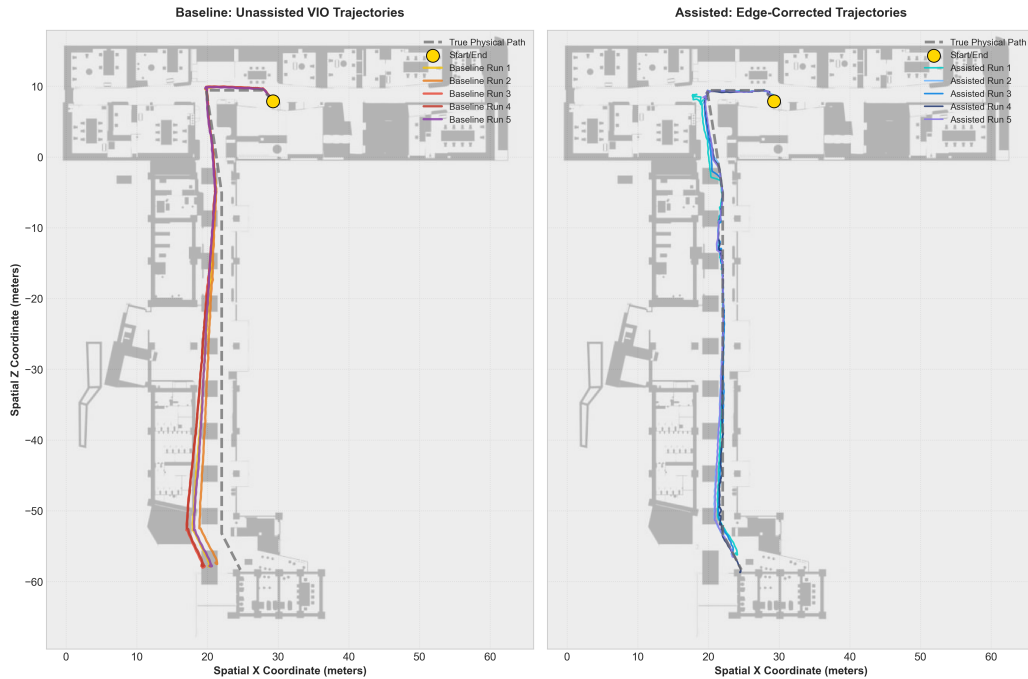 Baseline: Unassisted VIO Trajectories
True Physical Path
Start/End
Baseline Run 1
Baseline Run 2
Baseline Run 3
Baseline Run 4
Baseline Run 5
10
0
−10
−20
−30
−40
−50
−60
Spatial Z Coordinate (meters)
0
10
20
30
40
50
60
Spatial X Coordinate (meters)
Assisted: Edge-Corrected Trajectories
True Physical Path
Start/End
Assisted Run 1
Assisted Run 2
Assisted Run 3
Assisted Run 4
Assisted Run 5
0
10
20
30
40
50
60
Spatial X Coordinate (meters)